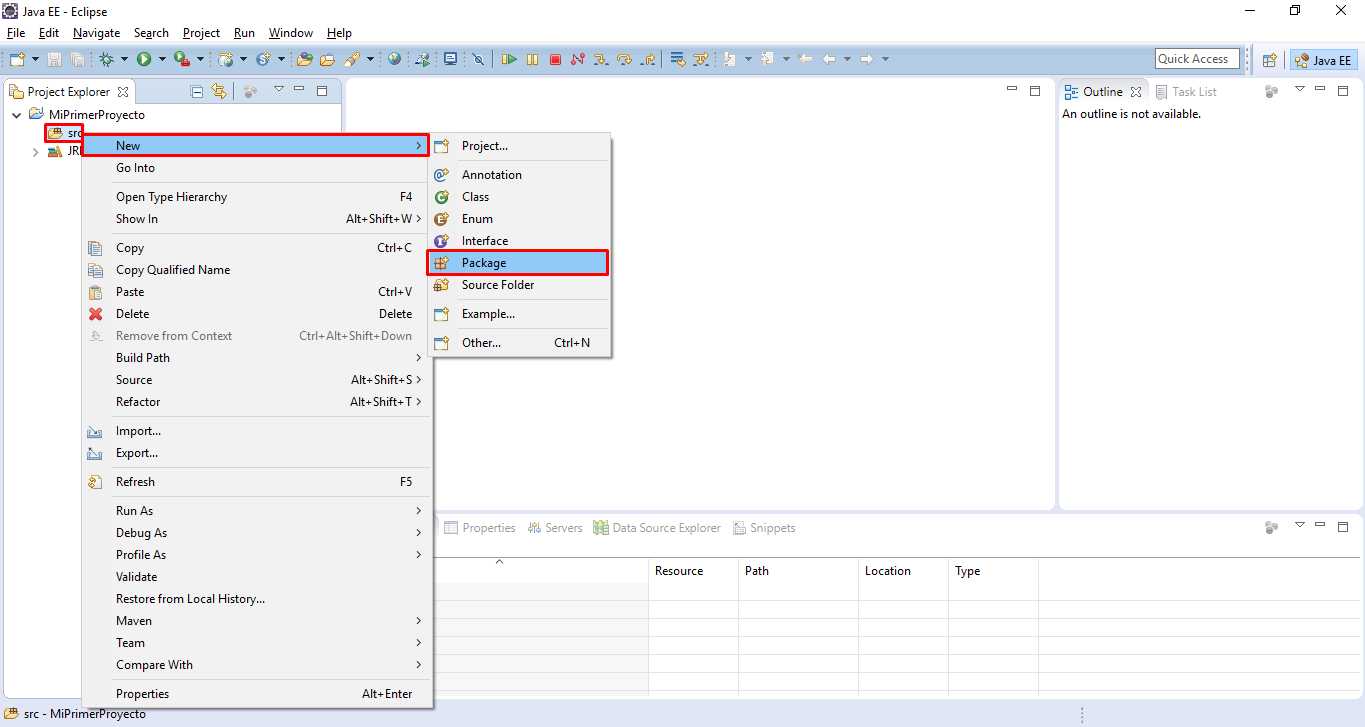 Java EE - Eclipse
File Edit Navigate Search Project Run Window Help
Quick Access
Java EE
Project Explorer
MiPrimerProyecto
src
New
Go Into
Open Type Hierarchy F4
Show In Alt+Shift+W
Copy Ctrl+C
Copy Qualified Name
Paste Ctrl+V
Delete Delete
Remove from Context Ctrl+Alt+Shift+Down
Build Path
Source Alt+Shift+S
Refactor Alt+Shift+T
Import...
Export...
Refresh F5
Run As
Debug As
Profile As
Validate
Restore from Local History...
Maven
Team
Compare With
Properties Alt+Enter
Project...
Annotation
Class
Enum
Interface
Package
Source Folder
Example...
Other... Ctrl+N
Outline Task List
An outline is not available.
Properties Servers Data Source Explorer Snippets
Resource Path Location Type
src - MiPrimerProyecto